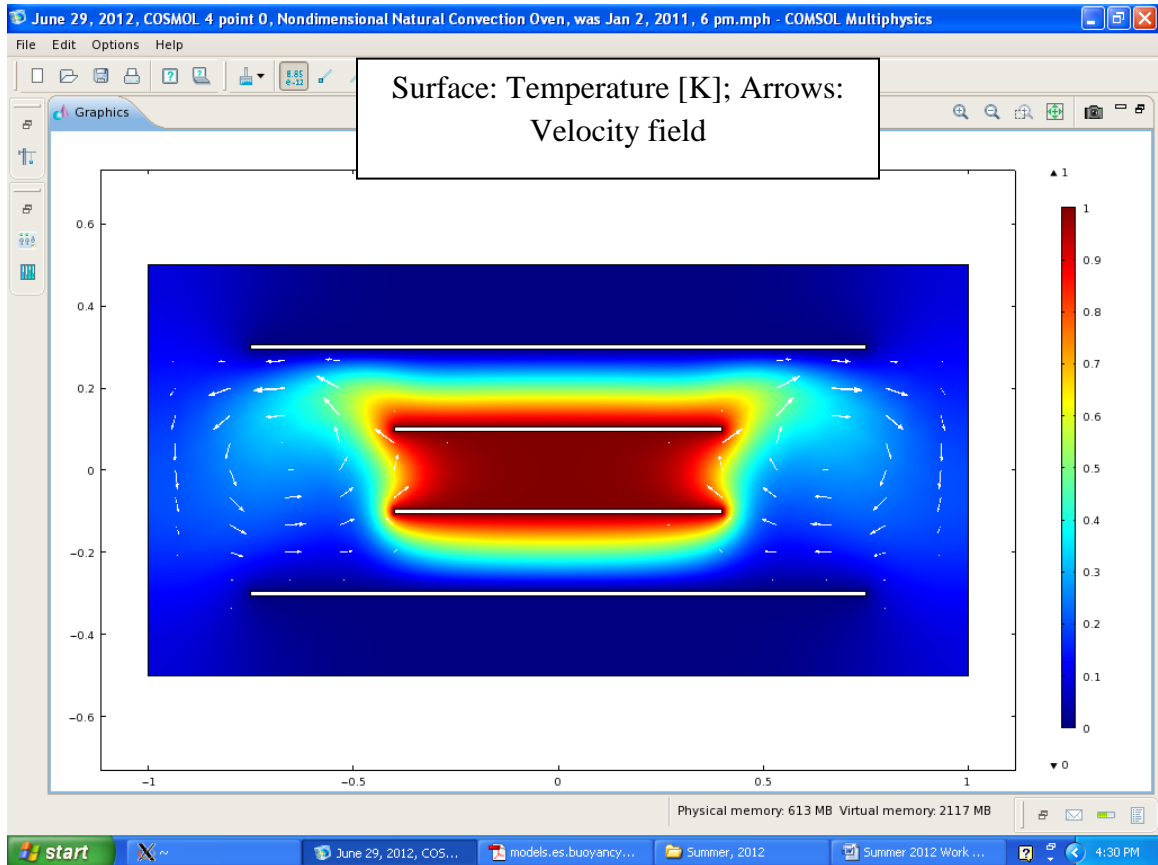 June 29, 2012, COSMOL 4 point 0, Nondimensional Natural Convection Oven, was Jan 2, 2011, 6 pm.mph - COMSOL Multiphysics
File Edit Options Help
8.85
e-12
Surface: Temperature [K]; Arrows:
Velocity field
Graphics
▲ 1
1
0.9
0.8
0.7
0.6
0.5
0.4
0.3
0.2
0.1
0
▼ 0
0.6
0.4
0.2
0
−0.2
−0.4
−0.6
−1 −0.5 0 0.5 1
Physical memory: 613 MB Virtual memory: 2117 MB
start X ~ June 29, 2012, COS... models.es.buoyancy... Summer, 2012 Summer 2012 Work ... 4:30 PM